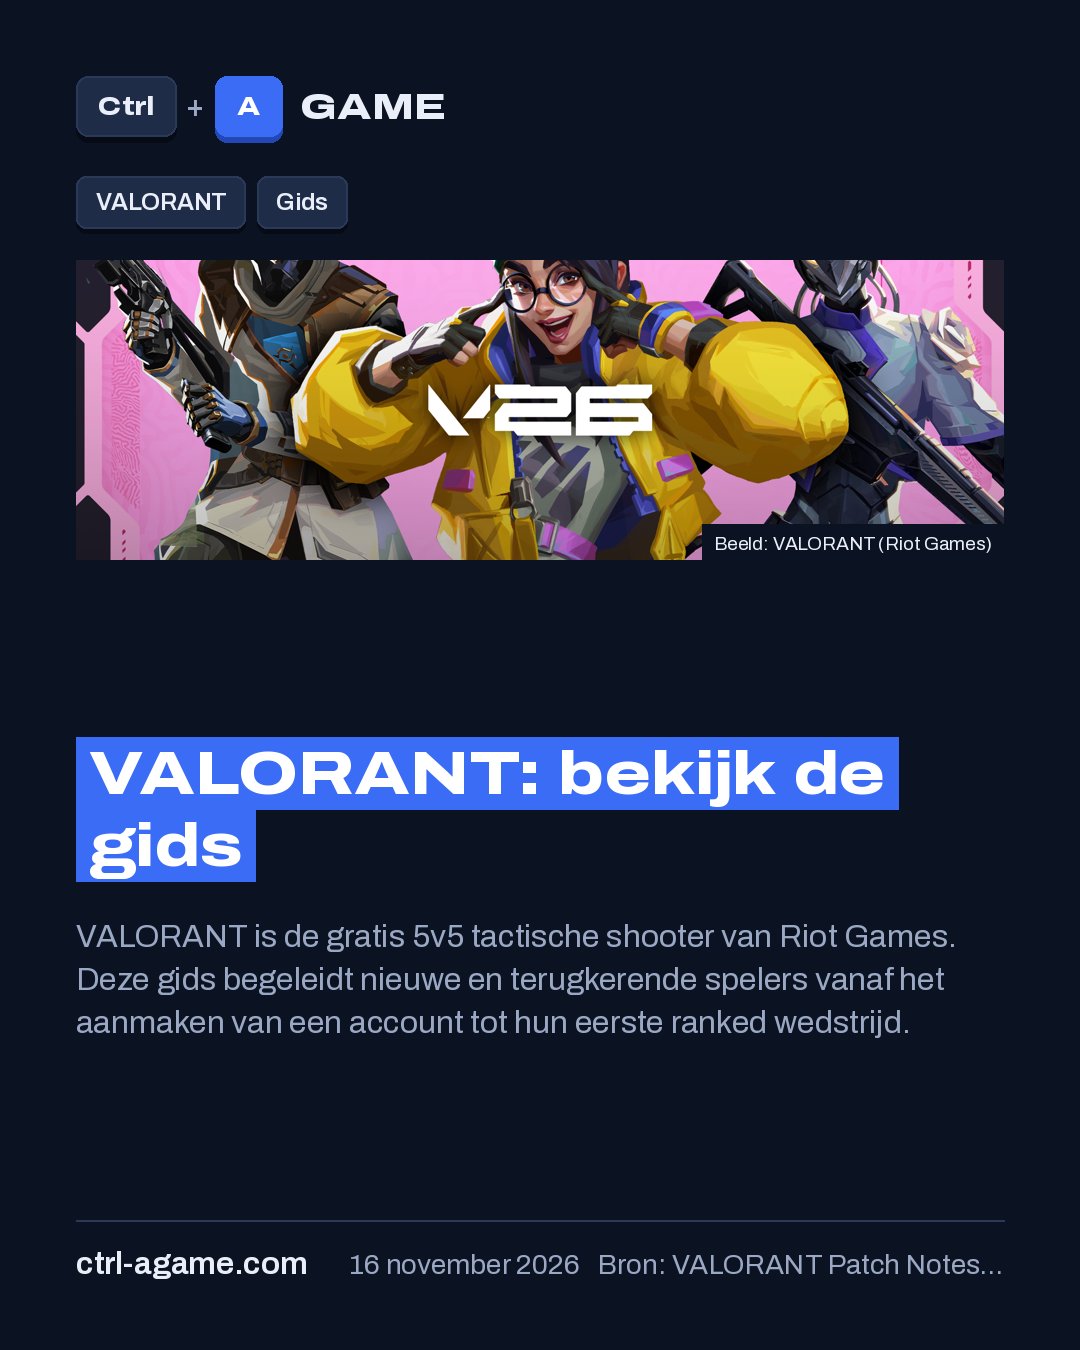 Ctrl + A GAME
VALORANT Gids
V26
Beeld: VALORANT (Riot Games)
VALORANT: bekijk de
gids
VALORANT is de gratis 5v5 tactische shooter van Riot Games.
Deze gids begeleidt nieuwe en terugkerende spelers vanaf het
aanmaken van een account tot hun eerste ranked wedstrijd.
ctrl-agame.com 16 november 2026 Bron: VALORANT Patch Notes...